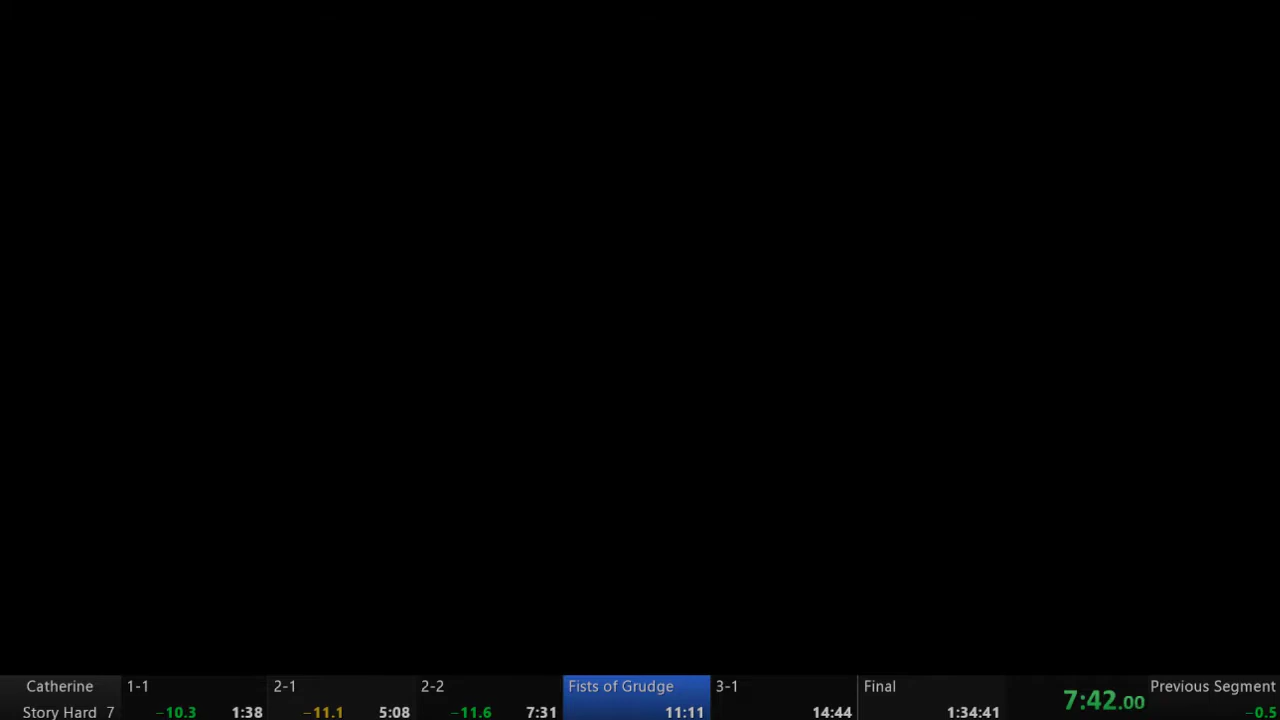 Catherine 1-1 2-1 2-2 Fists of Grudge 3-1 Final Previous Segment
Story Hard 7 −10.3 1:38 −11.1 5:08 −11.6 7:31 11:11 14:44 1:34:41 7:42.00 −0.5